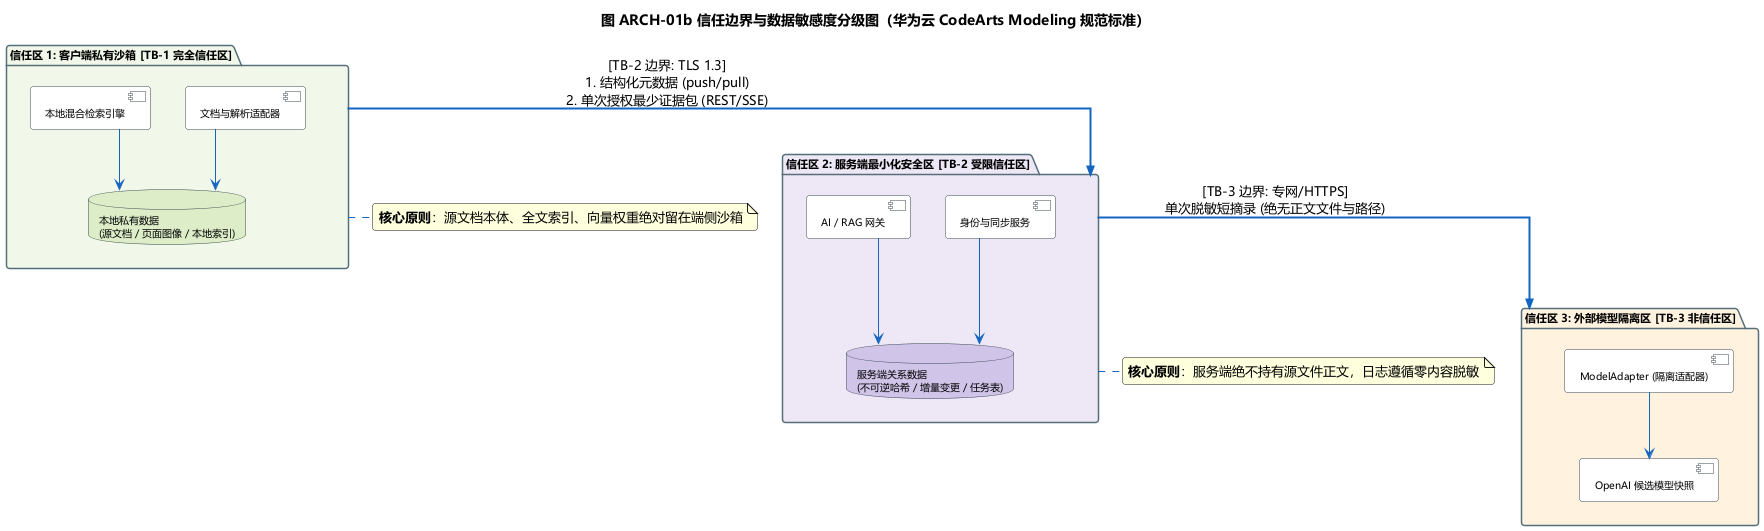 图 ARCH-01b 信任边界与数据敏感度分级图（华为云 CodeArts Modeling 规范标准）
信任区 1: 客户端私有沙箱 [TB-1 完全信任区]
本地混合检索引擎
文档与解析适配器
本地私有数据
(源文档 / 页面图像 / 本地索引)
核心原则：源文档本体、全文索引、向量权重绝对留在端侧沙箱
[TB-2 边界: TLS 1.3]
1. 结构化元数据 (push/pull)
2. 单次授权最少证据包 (REST/SSE)
信任区 2: 服务端最小化安全区 [TB-2 受限信任区]
AI / RAG 网关
身份与同步服务
服务端关系数据
(不可逆哈希 / 增量变更 / 任务表)
核心原则：服务端绝不持有源文件正文，日志遵循零内容脱敏
[TB-3 边界: 专网/HTTPS]
单次脱敏短摘录 (绝无正文文件与路径)
信任区 3: 外部模型隔离区 [TB-3 非信任区]
ModelAdapter (隔离适配器)
OpenAI 候选模型快照